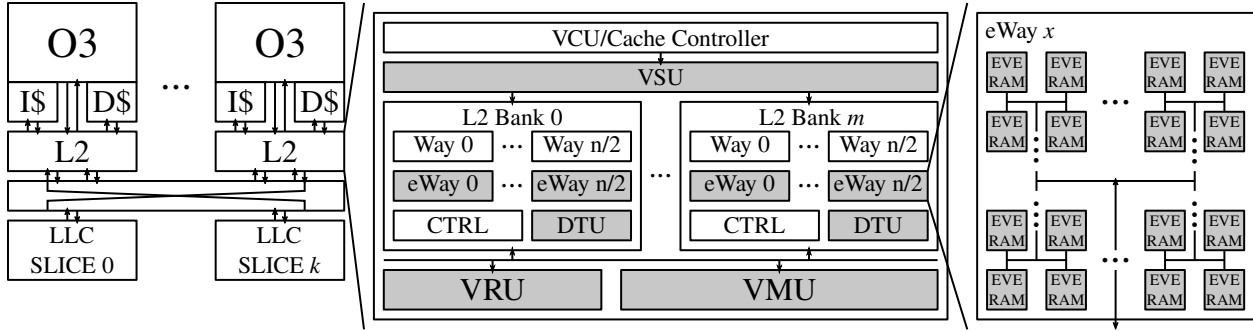 O3 ... O3
I$ D$ I$ D$
L2 L2
LLC
SLICE 0
LLC
SLICE k
VCU/Cache Controller
VSU
L2 Bank 0
Way 0 ... Way n/2
eWay 0 ... eWay n/2
CTRL DTU
...
L2 Bank m
Way 0 ... Way n/2
eWay 0 ... eWay n/2
CTRL DTU
VRU VMU
eWay x
EVE EVE EVE EVE
RAM RAM ... RAM RAM
EVE EVE EVE EVE
RAM RAM RAM RAM
EVE EVE EVE EVE
RAM RAM RAM RAM
EVE EVE ... EVE EVE
RAM RAM RAM RAM